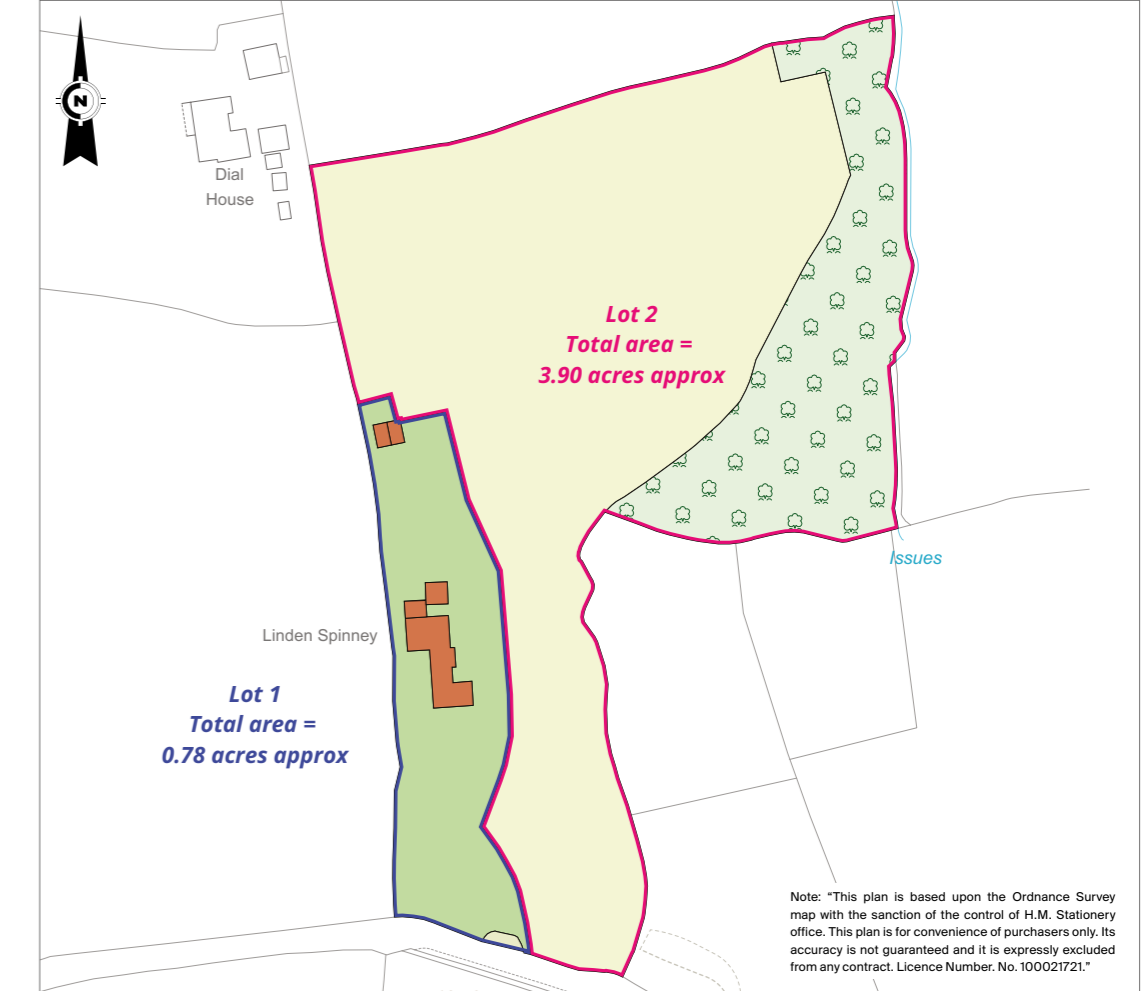 N
Dial
House
Lot 2
Total area =
3.90 acres approx
Issues
Linden Spinney
Lot 1
Total area =
0.78 acres approx
Note: “This plan is based upon the Ordnance Survey
map with the sanction of the control of H.M. Stationery
office. This plan is for convenience of purchasers only. Its
accuracy is not guaranteed and it is expressly excluded
from any contract. Licence Number. No. 100021721.”